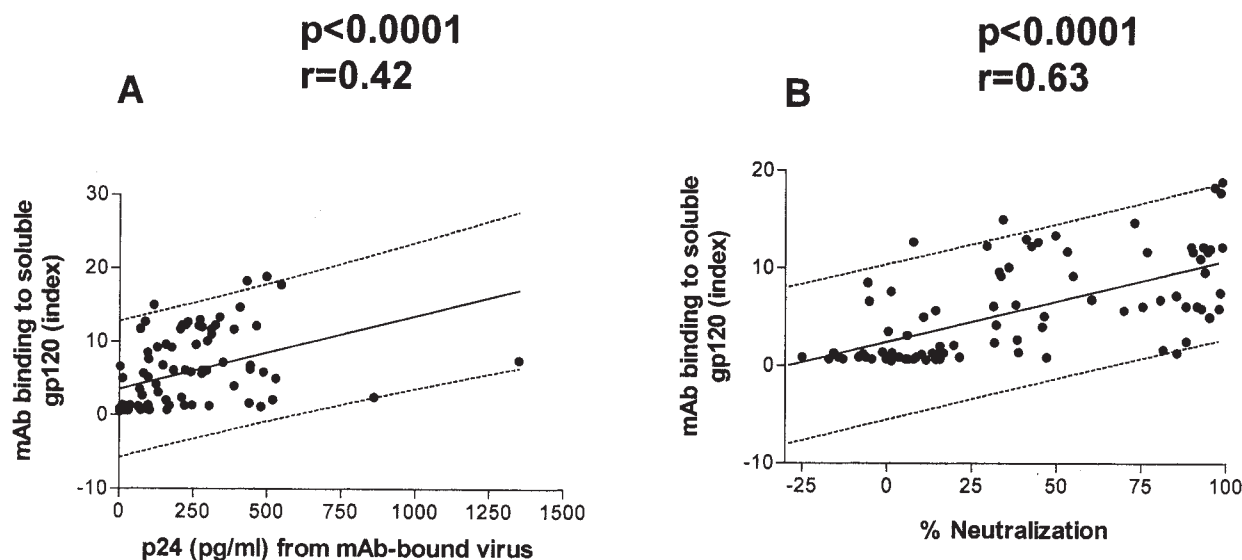 p<0.0001
r=0.42
A
30
20
10
0
-10
mAb binding to soluble
gp120 (index)
0
250
500
750
1000
1250
1500
p24 (pg/ml) from mAb-bound virus
p<0.0001
r=0.63
B
20
10
0
-10
mAb binding to soluble
gp120 (index)
-25
0
25
50
75
100
% Neutralization